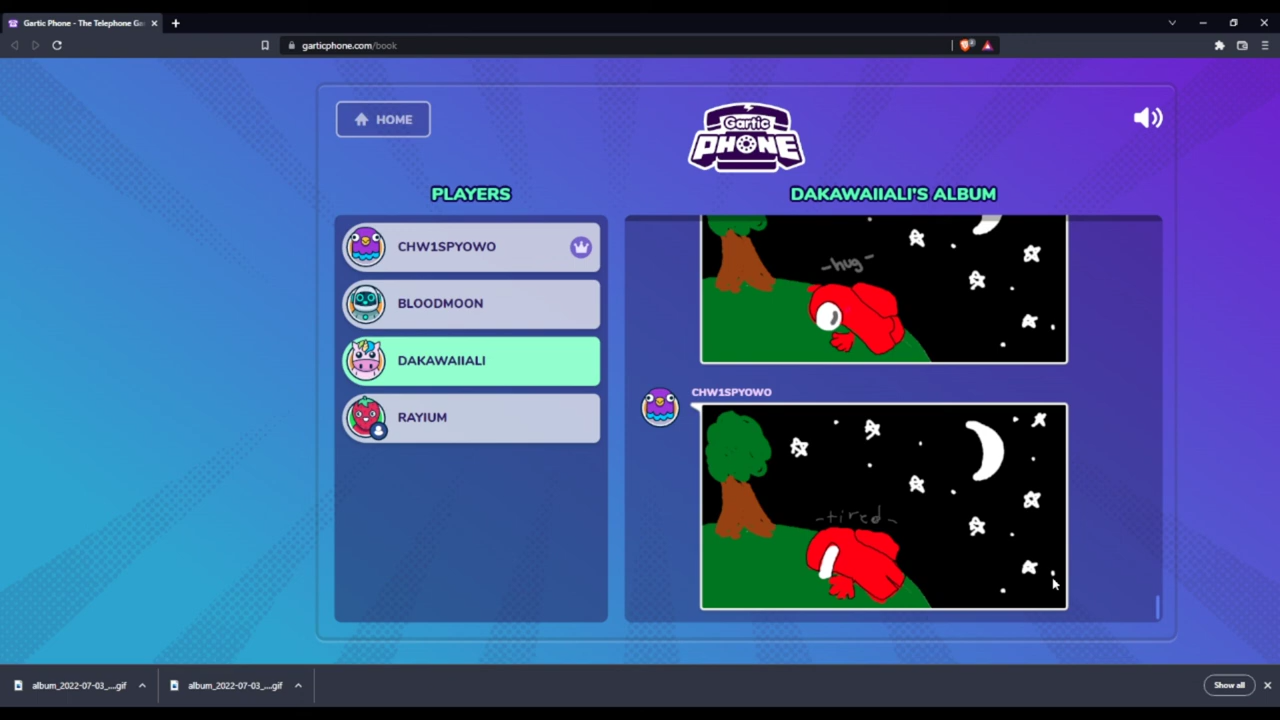 Gartic Phone - The Telephone Ga
garticphone.com/book
HOME
Gartic
PHONE
PLAYERS
DAKAWAIIALI'S ALBUM
CHW1SPYOWO
BLOODMOON
DAKAWAIIALI
RAYIUM
-hug-
CHW1SPYOWO
-tired-
album_2022-07-03_....gif
album_2022-07-03_....gif
Show all